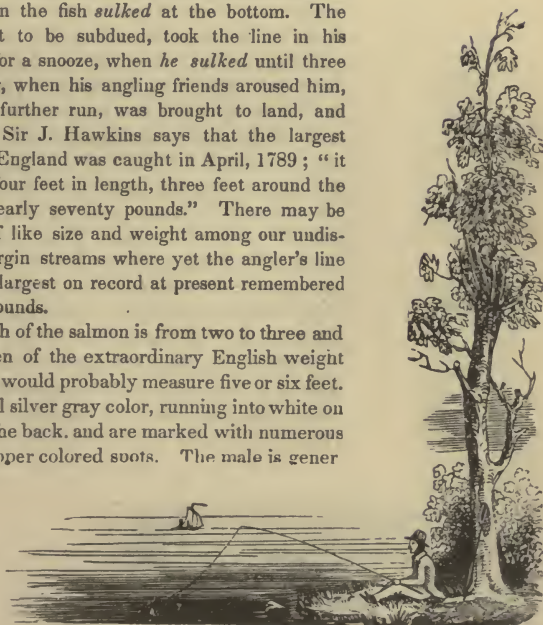 n the fish sulked at the bottom. The
t to be subdued, took the line in his
or a snooze, when he sulked until three
, when his angling friends aroused him,
further run, was brought to land, and
Sir J. Hawkins says that the largest
England was caught in April, 1789 ; “ it
our feet in length, three feet around the
early seventy pounds.” There may be
like size and weight among our undis-
rgin streams where yet the angler's line
largest on record at present remembered
ounds.
h of the salmon is from two to three and
en of the extraordinary English weight
would probably measure five or six feet.
l silver gray color, running into white on
he back. and are marked with numerous
pper colored spots. The male is gener